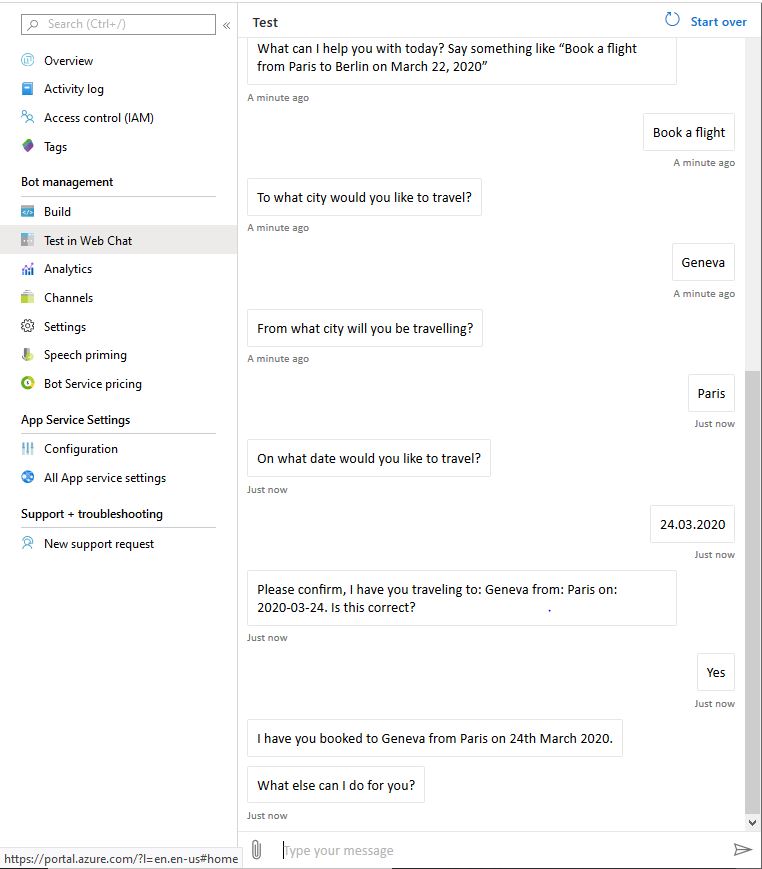 Search (Ctrl+/)
«
Overview
Activity log
Access control (IAM)
Tags
Bot management
Build
Test in Web Chat
Analytics
Channels
Settings
Speech priming
Bot Service pricing
App Service Settings
Configuration
All App service settings
Support + troubleshooting
New support request
https://portal.azure.com/?l=en.en-us#home
Test
Start over
What can I help you with today? Say something like “Book a flight
from Paris to Berlin on March 22, 2020”
A minute ago
Book a flight
A minute ago
To what city would you like to travel?
A minute ago
Geneva
A minute ago
From what city will you be travelling?
A minute ago
Paris
Just now
On what date would you like to travel?
Just now
24.03.2020
Just now
Please confirm, I have you traveling to: Geneva from: Paris on:
2020-03-24. Is this correct?
Just now
Yes
Just now
I have you booked to Geneva from Paris on 24th March 2020.
What else can I do for you?
Just now
Type your message